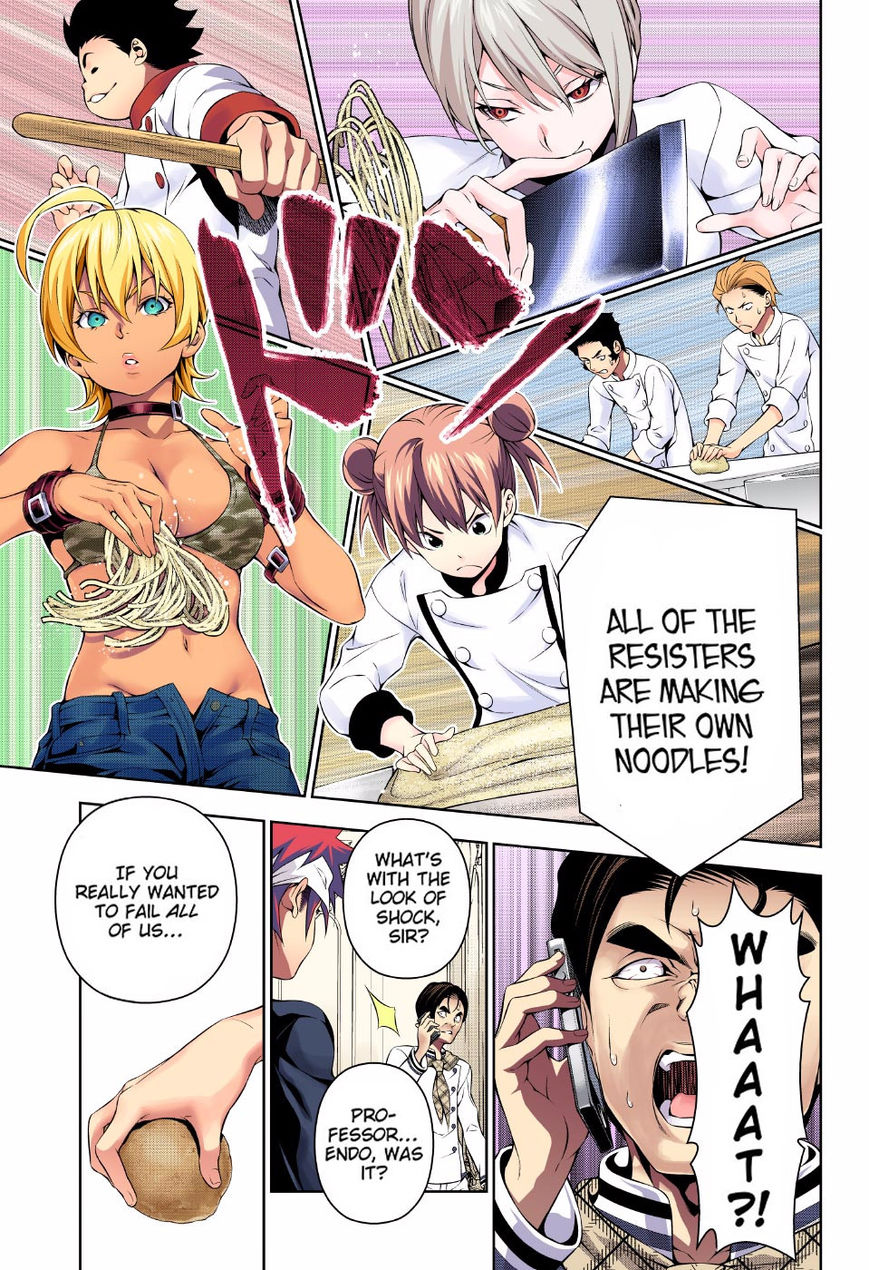 ドン
ALL OF THE
RESISTERS
ARE MAKING
THEIR OWN
NOODLES!
WHAAAT?!
WHAT'S
WITH THE
LOOK OF
SHOCK,
SIR?
PRO-
FESSOR...
ENDO, WAS
IT?
IF YOU
REALLY WANTED
TO FAIL ALL
OF US...